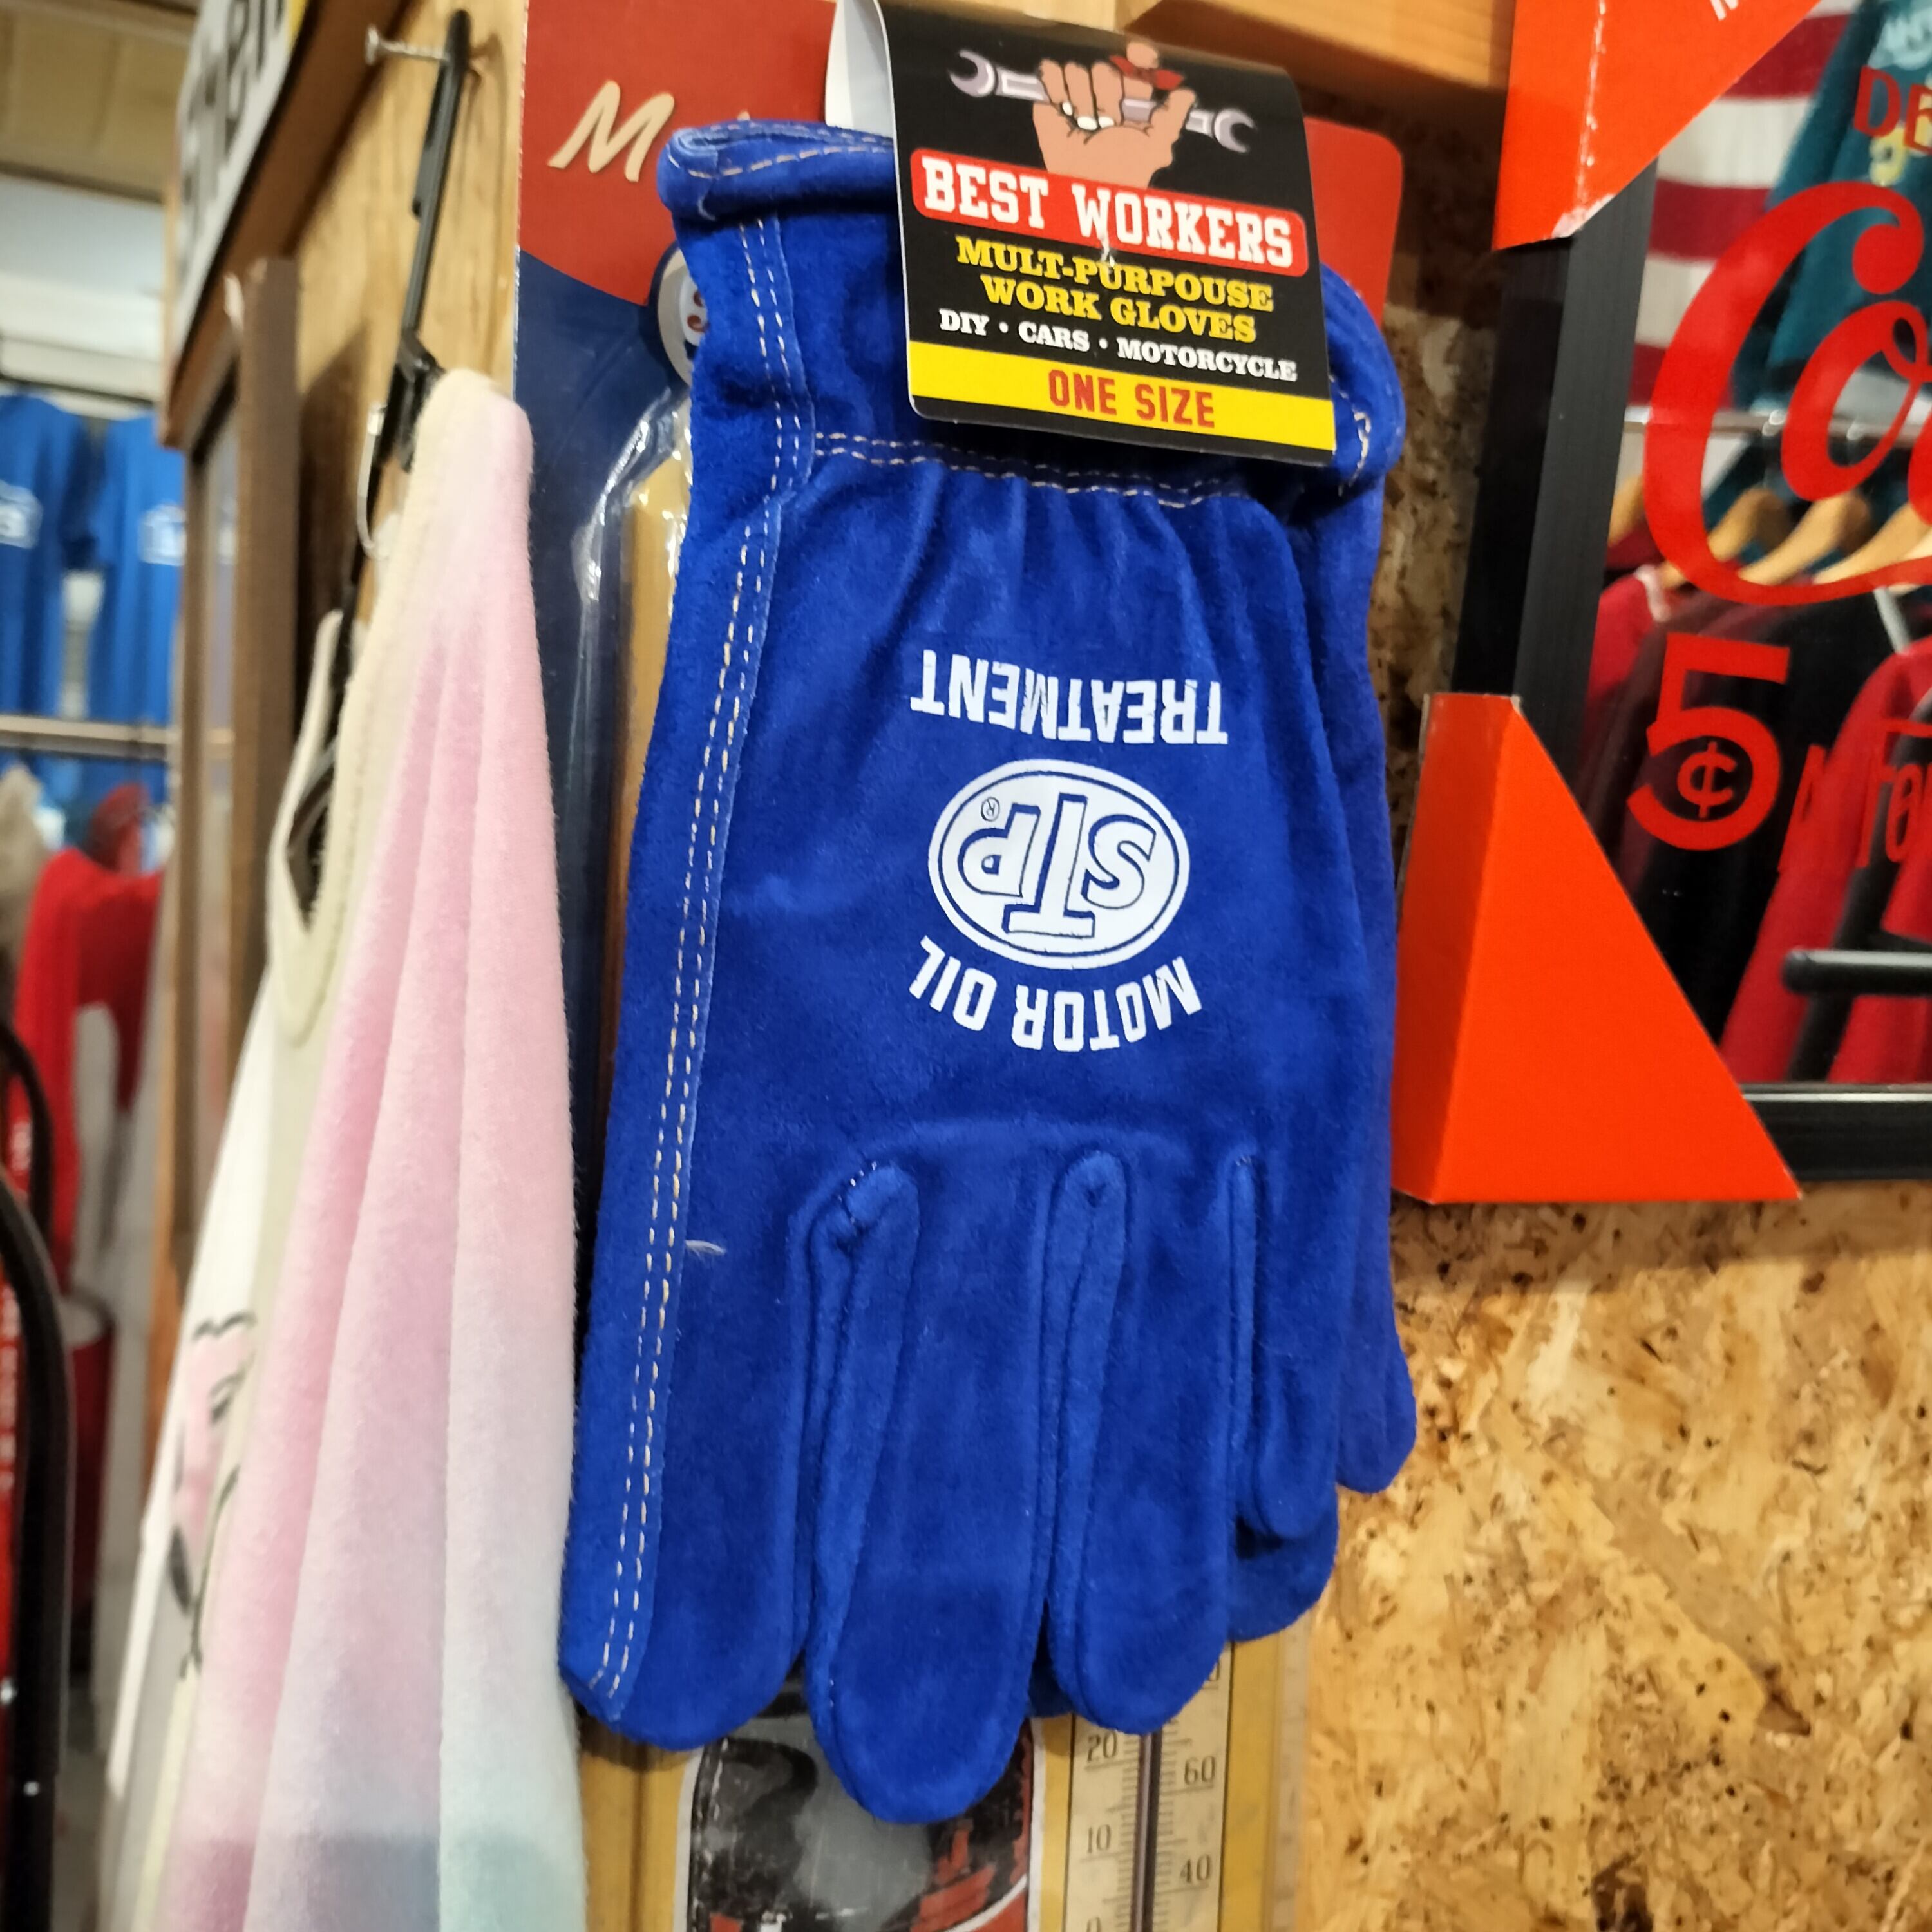 BEST WORKERS
MULT-PURPOUSE
WORK GLOVES
DIY • CARS • MOTORCYCLE
ONE SIZE
MOTOR OIL
STP®
TREATMENT
5¢
20
60
10
40
0